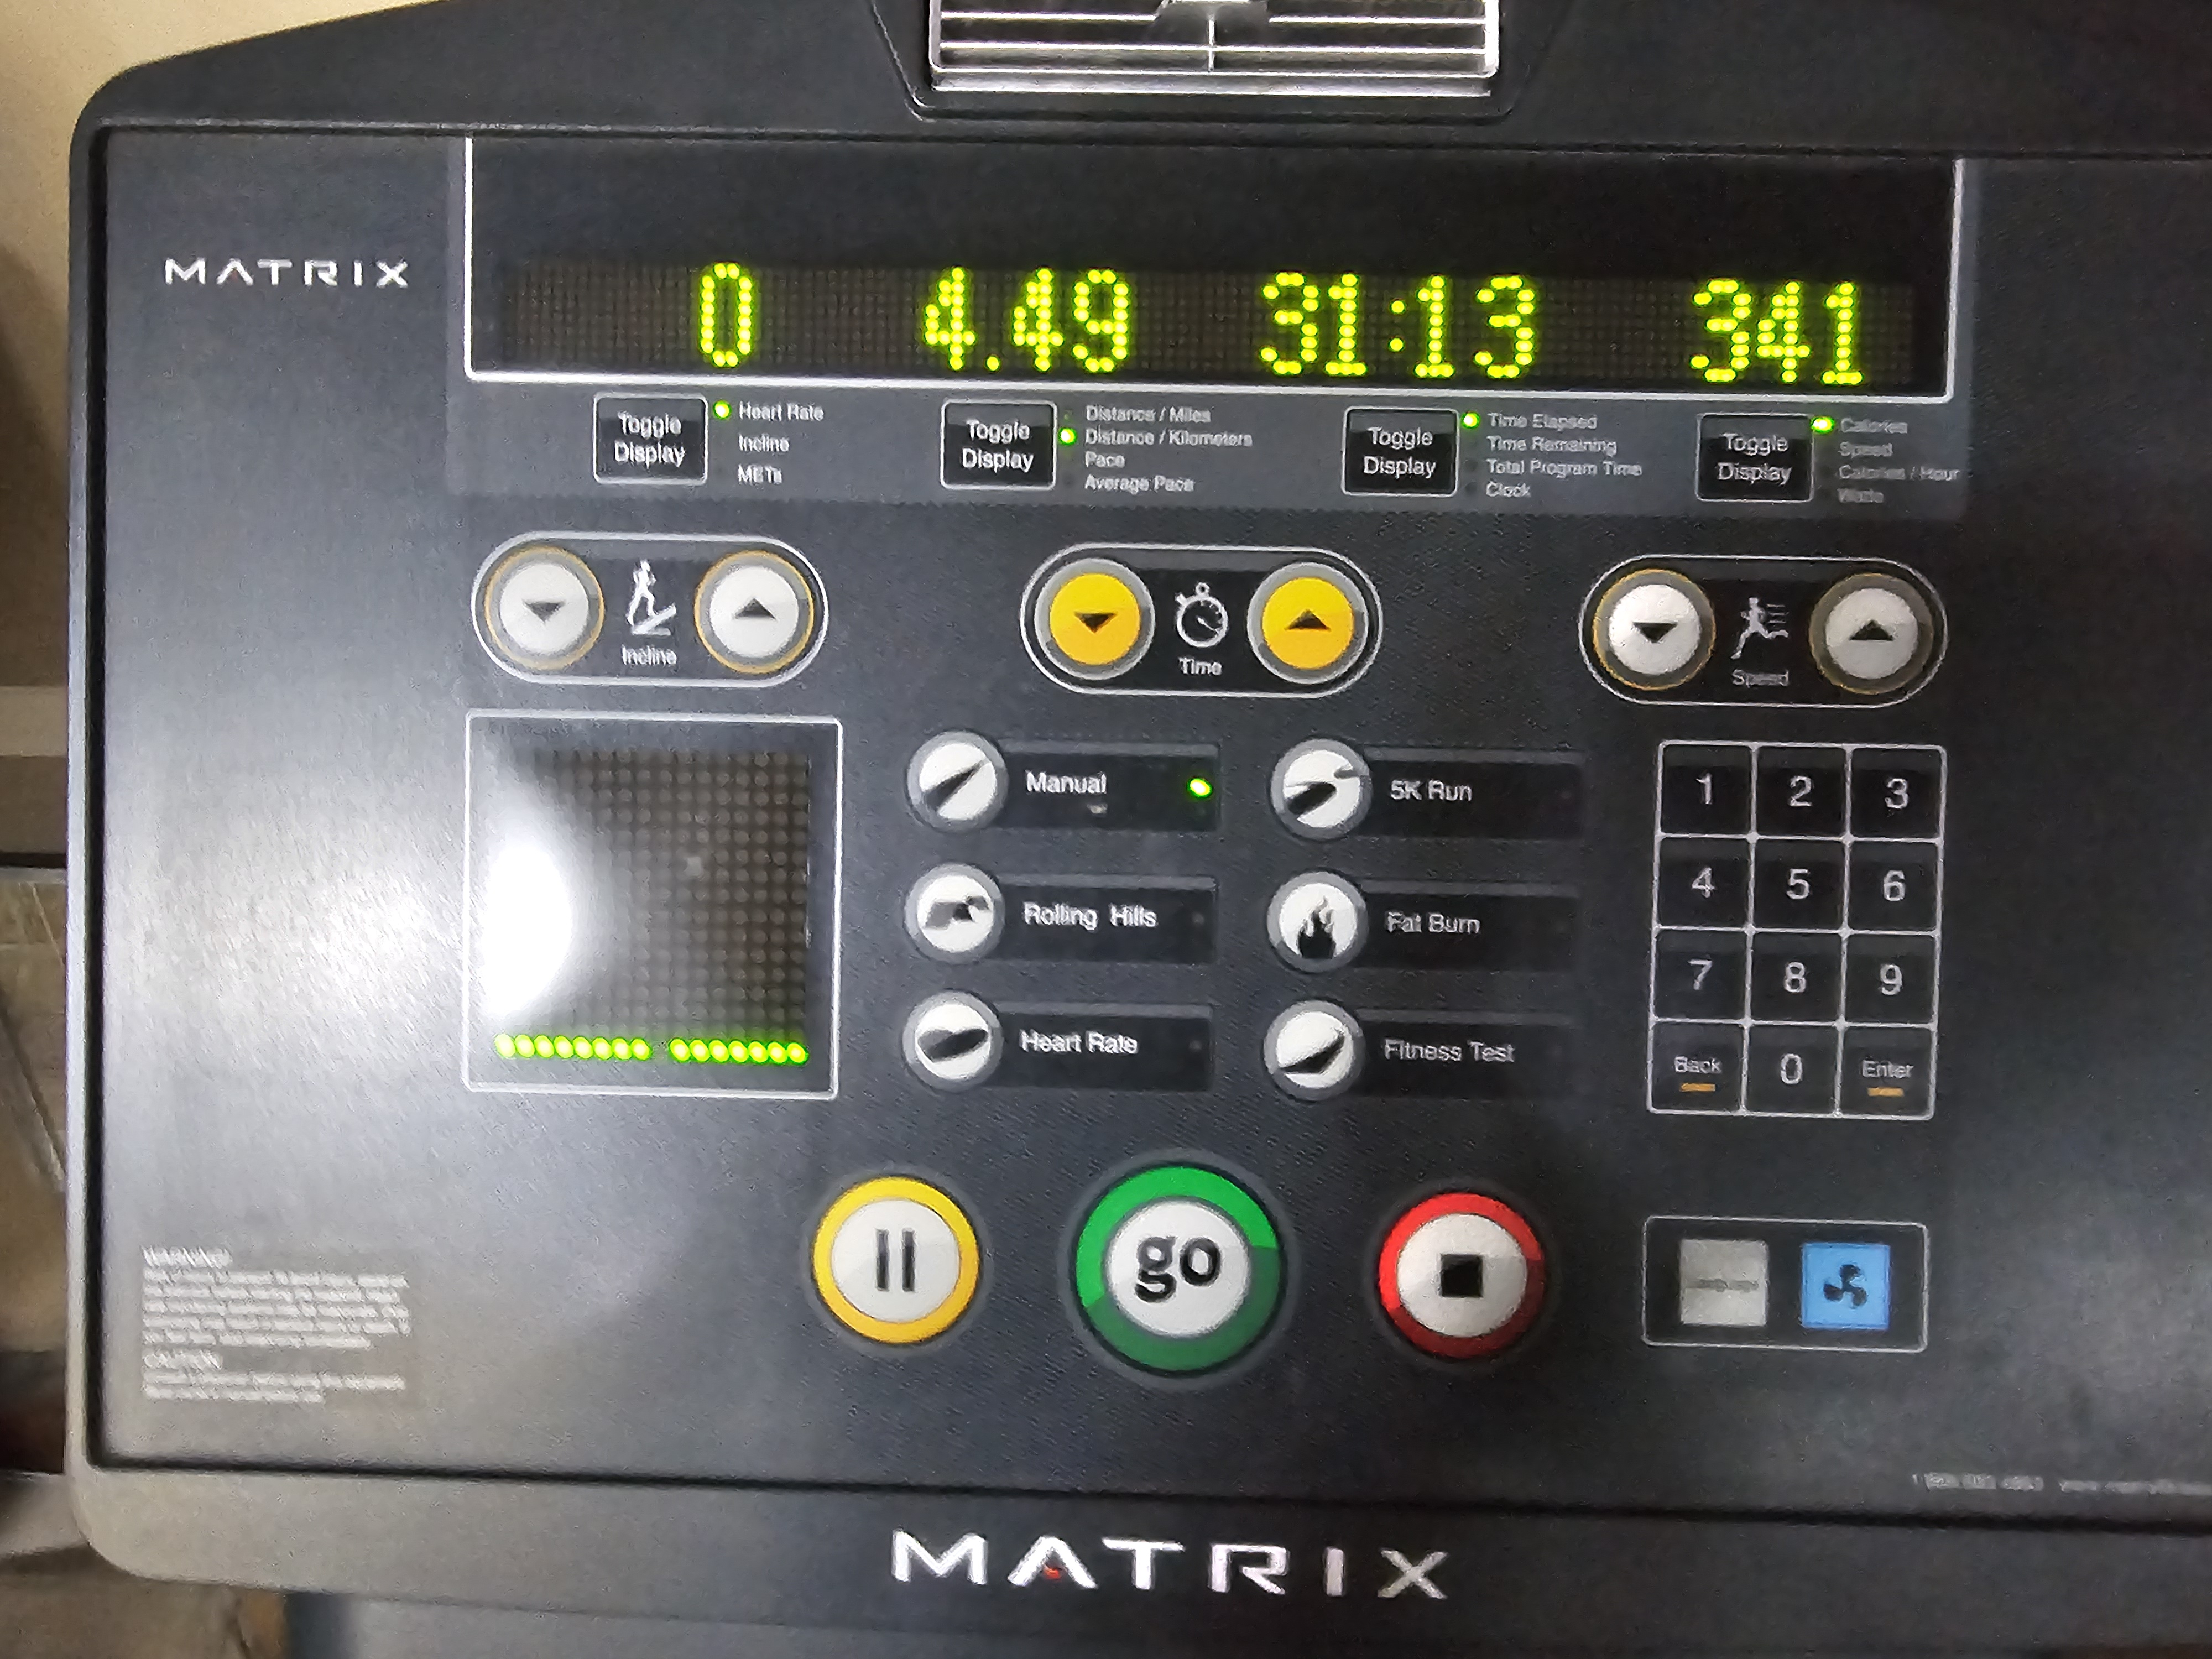 MATRIX
0 4.49 31:13 341
Toggle Display
Heart Rate
Incline
METs
Toggle Display
Distance / Miles
Distance / Kilometers
Pace
Average Pace
Toggle Display
Time Elapsed
Time Remaining
Total Program Time
Clock
Toggle Display
Calories
Speed
Calories / Hour
Watts
Incline
Time
Speed
Manual
5K Run
Rolling Hills
Fat Burn
Heart Rate
Fitness Test
1 2 3
4 5 6
7 8 9
Back 0 Enter
go
WARNING!
CAUTION
MATRIX